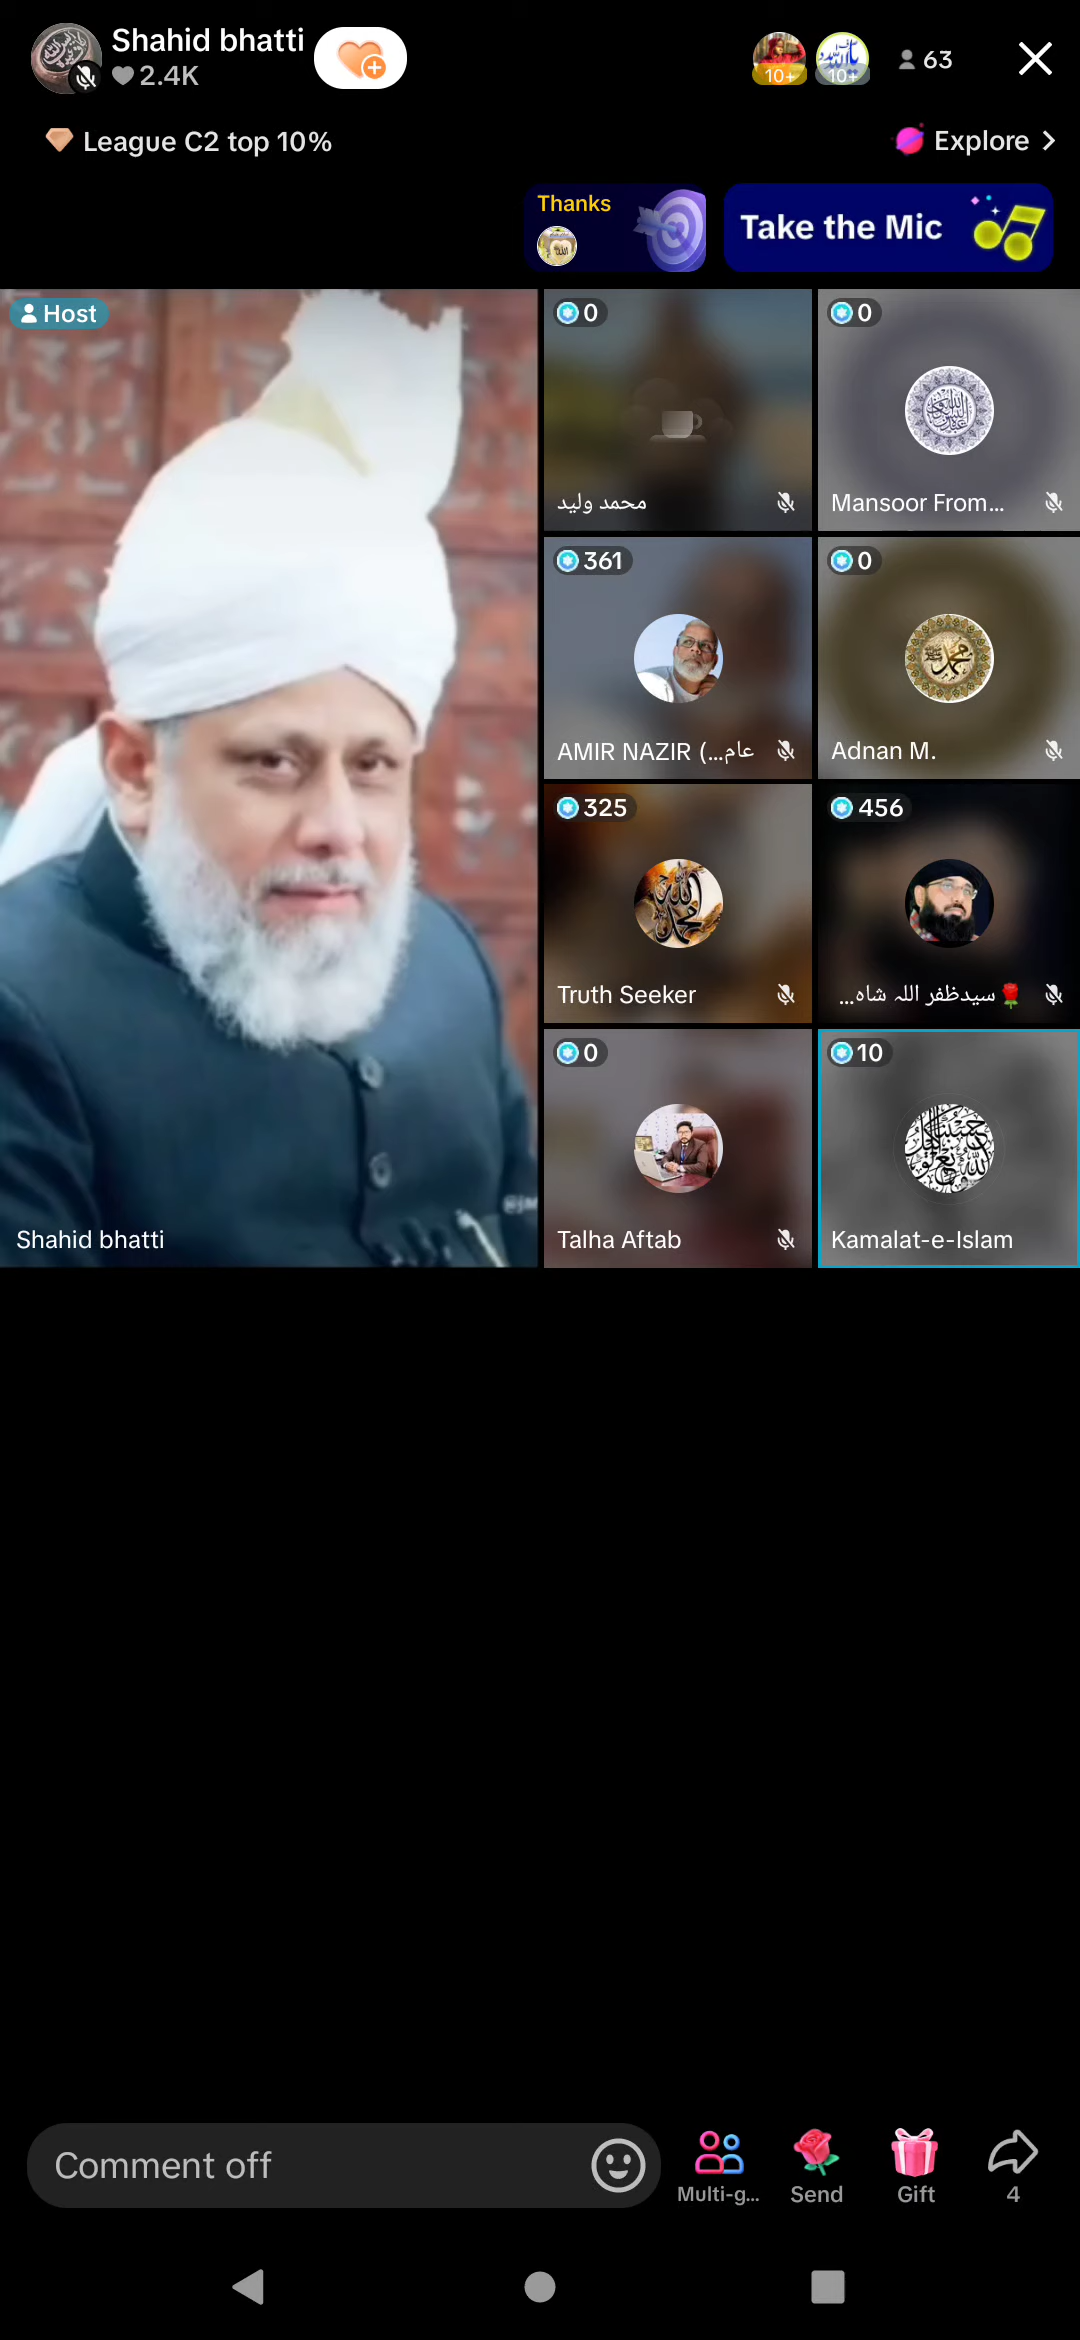 Shahid bhatti
2.4K
10+
10+
63
League C2 top 10%
Explore
Thanks
Take the Mic
Host
0
0
محمد ولید
Mansoor From...
361
0
AMIR NAZIR (...عام
Adnan M.
325
456
Truth Seeker
🌹سیدظفر اللہ شاہ...
0
10
Shahid bhatti
Talha Aftab
Kamalat-e-Islam
Comment off
Multi-g...
Send
Gift
4